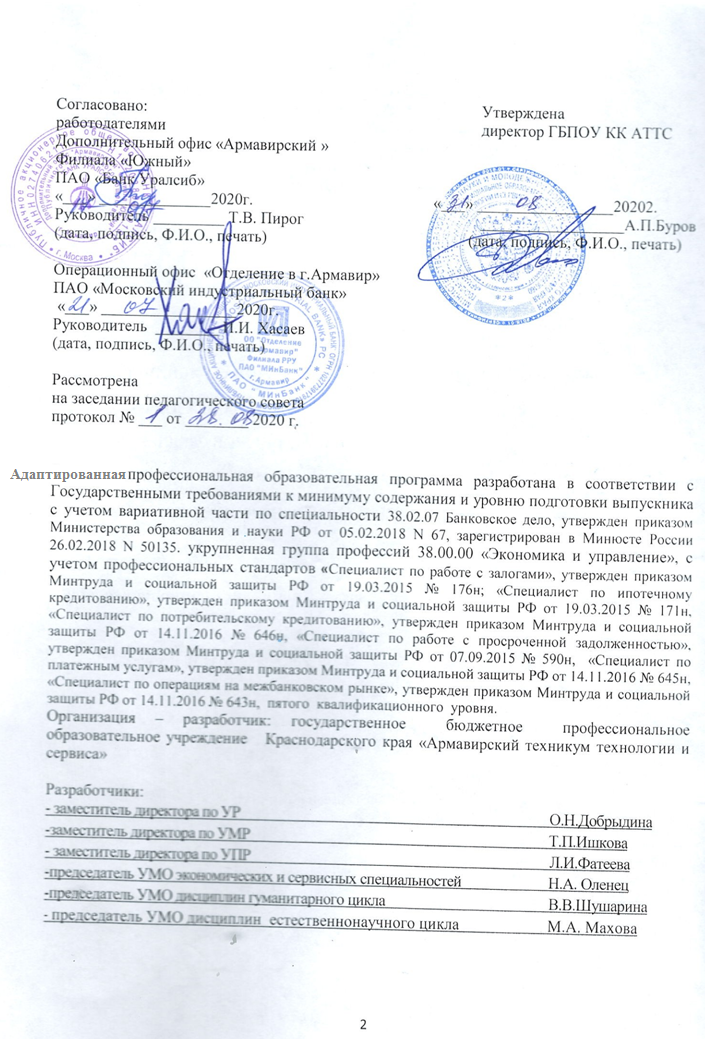 Согласовано:
работодателями
Дополнительный офис «Армавирский »
Филиала «Южный»
ПАО «Банк Уралсиб»
« » 2020г.
Руководитель ___________Т.В. Пирог
(дата, подпись, Ф.И.О., печать)
Утверждена
директор ГБПОУ КК АТТС
«31» 08 20202.
___________А.П.Буров
(дата, подпись, Ф.И.О., печать)
Операционный офис «Отделение в г.Армавир»
ПАО «Московский индустриальный банк»
«21» 07 2020г.
Руководитель ________ И.И. Хасаев
(дата, подпись, Ф.И.О., печать)
ОО "Отделение
Филиала РРУ
ПАО "МИнБанк"
г.Армавир
Рассмотрена
на заседании педагогического совета
протокол № 1 от 28.08 2020 г.
Адаптированная профессиональная образовательная программа разработана в соответствии с
Государственными требованиями к минимуму содержания и уровню подготовки выпускника
с учетом вариативной части по специальности 38.02.07 Банковское дело, утвержден приказом
Министерства образования и науки РФ от 05.02.2018 N 67, зарегистрирован в Минюсте России
26.02.2018 N 50135. укрупненная группа профессий 38.00.00 «Экономика и управление», с
учетом профессиональных стандартов «Специалист по работе с залогами», утвержден приказом
Минтруда и социальной защиты РФ от 19.03.2015 № 176н; «Специалист по ипотечному
кредитованию», утвержден приказом Минтруда и социальной защиты РФ от 19.03.2015 № 171н,
«Специалист по потребительскому кредитованию», утвержден приказом Минтруда и социальной
защиты РФ от 14.11.2016 № 646н, «Специалист по работе с просроченной задолженностью»,
утвержден приказом Минтруда и социальной защиты РФ от 07.09.2015 № 590н, «Специалист по
платежным услугам», утвержден приказом Минтруда и социальной защиты РФ от 14.11.2016 № 645н,
«Специалист по операциям на межбанковском рынке», утвержден приказом Минтруда и социальной
защиты РФ от 14.11.2016 № 643н, пятого квалификационного уровня.
Организация – разработчик: государственное бюджетное профессиональное
образовательное учреждение Краснодарского края «Армавирский техникум технологии и
сервиса»
Разработчики:
- заместитель директора по УР О.Н.Добрыдина
-заместитель директора по УМР Т.П.Ишкова
- заместитель директора по УПР Л.И.Фатеева
-председатель УМО экономических и сервисных специальностей Н.А. Оленец
-председатель УМО дисциплин гуманитарного цикла В.В.Шушарина
- председатель УМО дисциплин естественнонаучного цикла М.А. Махова
2